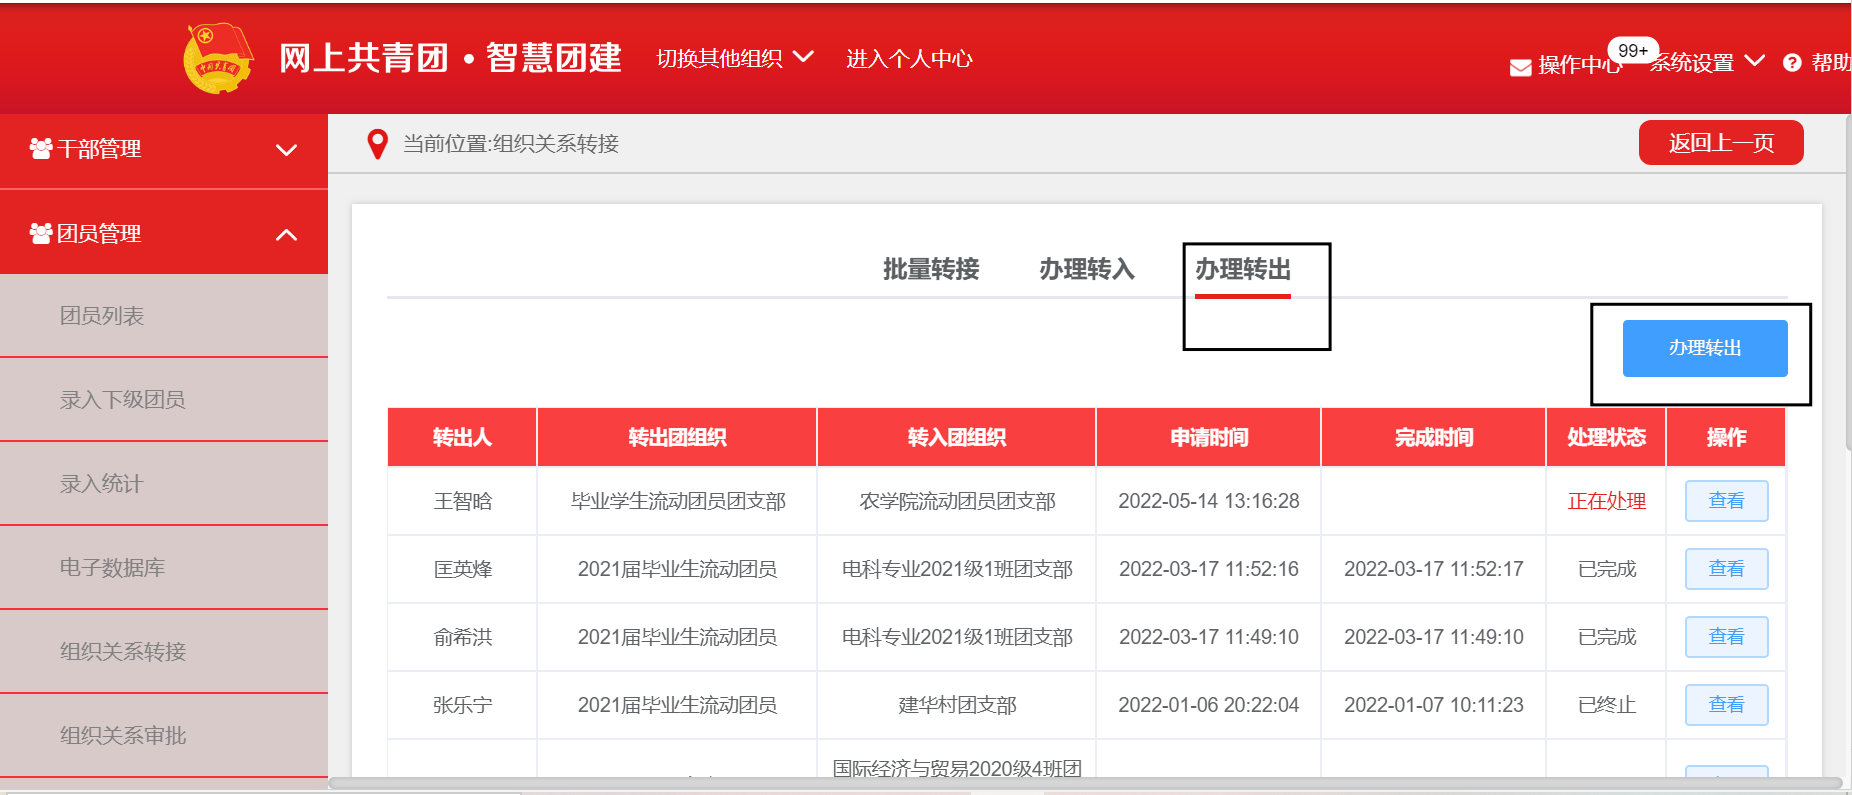 网上共青团·智慧团建 切换其他组织 进入个人中心 操作中心 99+ 系统设置 帮助
干部管理
团员管理
团员列表
录入下级团员
录入统计
电子数据库
组织关系转接
组织关系审批
当前位置:组织关系转接 返回上一页
批量转接 办理转入 办理转出
办理转出
转出人 转出团组织 转入团组织 申请时间 完成时间 处理状态 操作
王智晗 毕业学生流动团员团支部 农学院流动团员团支部 2022-05-14 13:16:28 正在处理 查看
匡英烽 2021届毕业生流动团员 电科专业2021级1班团支部 2022-03-17 11:52:16 2022-03-17 11:52:17 已完成 查看
俞希洪 2021届毕业生流动团员 电科专业2021级1班团支部 2022-03-17 11:49:10 2022-03-17 11:49:10 已完成 查看
张乐宁 2021届毕业生流动团员 建华村团支部 2022-01-06 20:22:04 2022-01-07 10:11:23 已终止 查看
国际经济与贸易2020级4班团